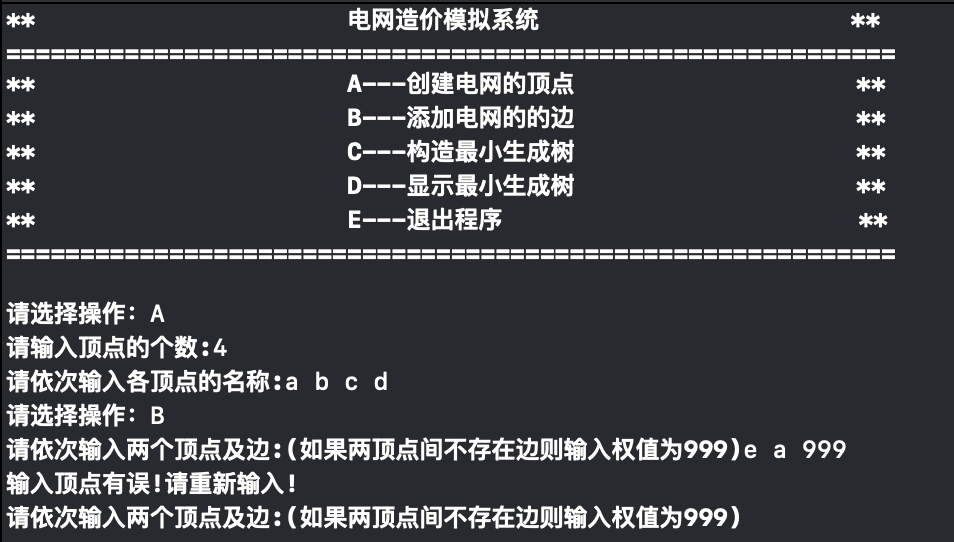 ** 电网造价模拟系统 **
==============================================================
** A---创建电网的顶点 **
** B---添加电网的的边 **
** C---构造最小生成树 **
** D---显示最小生成树 **
** E---退出程序 **
==============================================================
请选择操作: A
请输入顶点的个数:4
请依次输入各顶点的名称:a b c d
请选择操作: B
请依次输入两个顶点及边:(如果两顶点间不存在边则输入权值为999)e a 999
输入顶点有误!请重新输入!
请依次输入两个顶点及边:(如果两顶点间不存在边则输入权值为999)